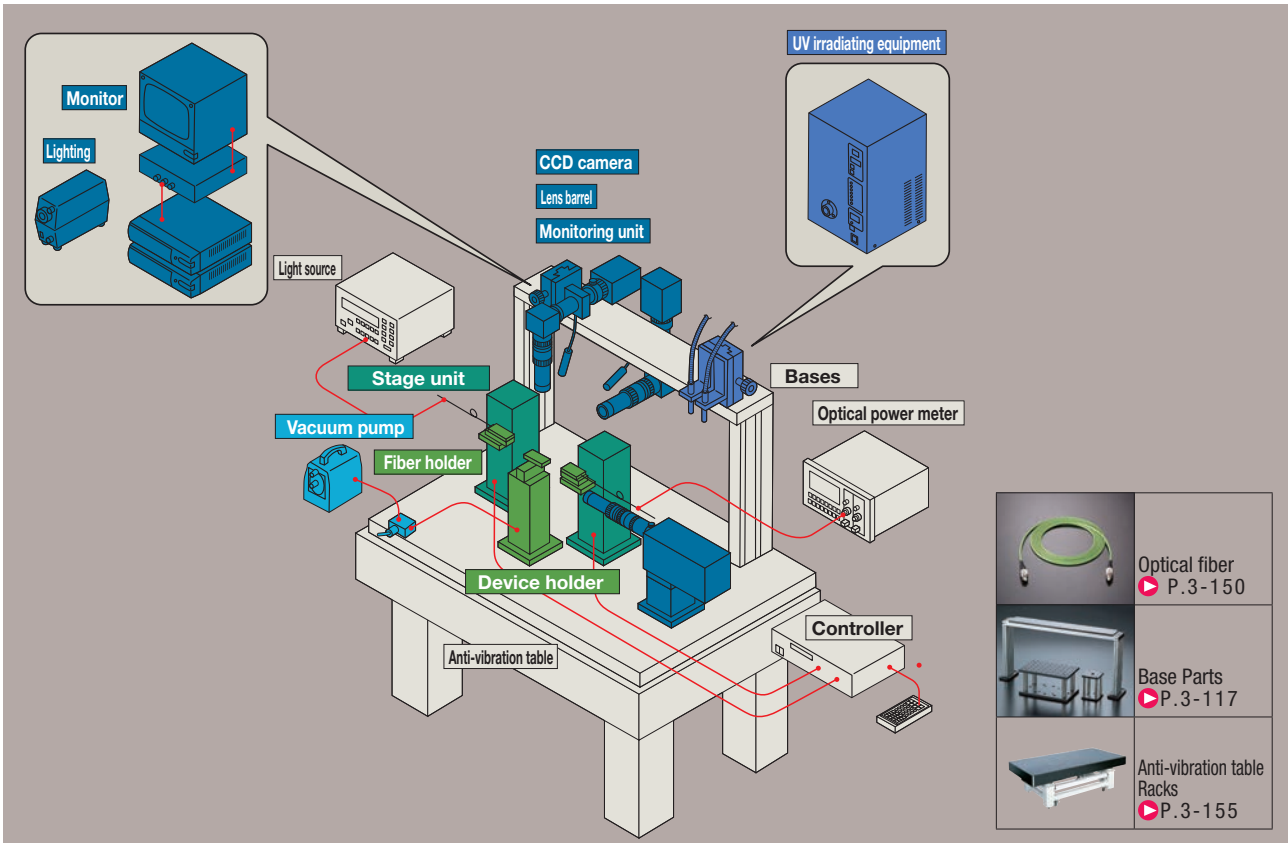 UV irradiating equipment
Monitor
Lighting
CCD camera
Lens barrel
Monitoring unit
Light source
Stage unit
Bases
Vacuum pump
Optical power meter
Fiber holder
Device holder
Controller
Anti-vibration table
Optical fiber
P.3-150
Base Parts
P.3-117
Anti-vibration table
Racks
P.3-155